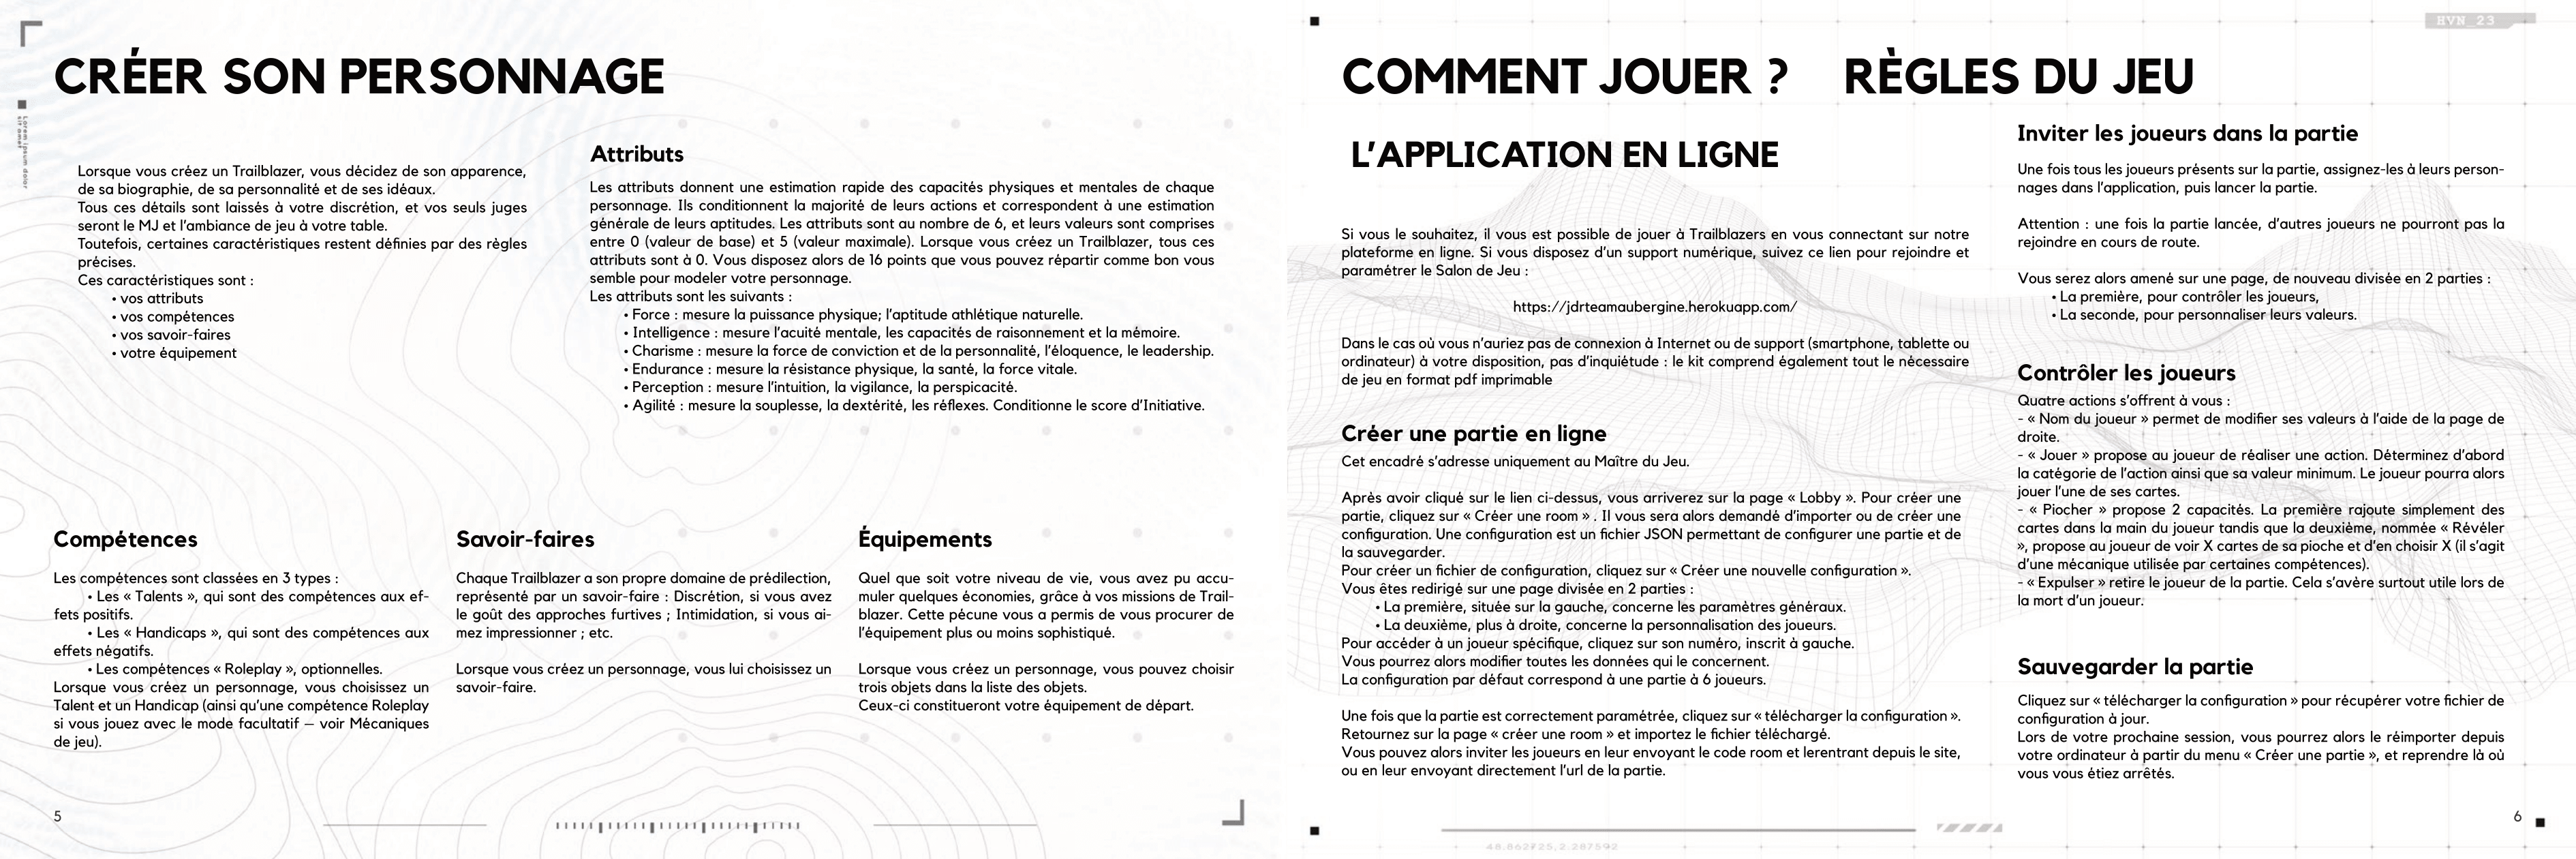 CRÉER SON PERSONNAGE
Lorem ipsum dolor
sit amet
Lorsque vous créez un Trailblazer, vous décidez de son apparence,
de sa biographie, de sa personnalité et de ses idéaux.
Tous ces détails sont laissés à votre discrétion, et vos seuls juges
seront le MJ et l'ambiance de jeu à votre table.
Toutefois, certaines caractéristiques restent définies par des règles
précises.
Ces caractéristiques sont :
• vos attributs
• vos compétences
• vos savoir-faires
• votre équipement
Attributs
Les attributs donnent une estimation rapide des capacités physiques et mentales de chaque
personnage. Ils conditionnent la majorité de leurs actions et correspondent à une estimation
générale de leurs aptitudes. Les attributs sont au nombre de 6, et leurs valeurs sont comprises
entre 0 (valeur de base) et 5 (valeur maximale). Lorsque vous créez un Trailblazer, tous ces
attributs sont à 0. Vous disposez alors de 16 points que vous pouvez répartir comme bon vous
semble pour modeler votre personnage.
Les attributs sont les suivants :
• Force : mesure la puissance physique; l'aptitude athlétique naturelle.
• Intelligence : mesure l'acuité mentale, les capacités de raisonnement et la mémoire.
• Charisme : mesure la force de conviction et de la personnalité, l'éloquence, le leadership.
• Endurance : mesure la résistance physique, la santé, la force vitale.
• Perception : mesure l'intuition, la vigilance, la perspicacité.
• Agilité : mesure la souplesse, la dextérité, les réflexes. Conditionne le score d'Initiative.
Compétences
Les compétences sont classées en 3 types :
• Les « Talents », qui sont des compétences aux ef-
fets positifs.
• Les « Handicaps », qui sont des compétences aux
effets négatifs.
• Les compétences « Roleplay », optionnelles.
Lorsque vous créez un personnage, vous choisissez un
Talent et un Handicap (ainsi qu'une compétence Roleplay
si vous jouez avec le mode facultatif – voir Mécaniques
de jeu).
Savoir-faires
Chaque Trailblazer a son propre domaine de prédilection,
représenté par un savoir-faire : Discrétion, si vous avez
le goût des approches furtives ; Intimidation, si vous ai-
mez impressionner ; etc.
Lorsque vous créez un personnage, vous lui choisissez un
savoir-faire.
Équipements
Quel que soit votre niveau de vie, vous avez pu accu-
muler quelques économies, grâce à vos missions de Trail-
blazer. Cette pécune vous a permis de vous procurer de
l'équipement plus ou moins sophistiqué.
Lorsque vous créez un personnage, vous pouvez choisir
trois objets dans la liste des objets.
Ceux-ci constitueront votre équipement de départ.
5
HVN_23
COMMENT JOUER ? RÈGLES DU JEU
L'APPLICATION EN LIGNE
Si vous le souhaitez, il vous est possible de jouer à Trailblazers en vous connectant sur notre
plateforme en ligne. Si vous disposez d'un support numérique, suivez ce lien pour rejoindre et
paramétrer le Salon de Jeu :
https://jdrteamaubergine.herokuapp.com/
Dans le cas où vous n'auriez pas de connexion à Internet ou de support (smartphone, tablette ou
ordinateur) à votre disposition, pas d'inquiétude : le kit comprend également tout le nécessaire
de jeu en format pdf imprimable
Créer une partie en ligne
Cet encadré s'adresse uniquement au Maître du Jeu.
Après avoir cliqué sur le lien ci-dessus, vous arriverez sur la page « Lobby ». Pour créer une
partie, cliquez sur « Créer une room » . Il vous sera alors demandé d'importer ou de créer une
configuration. Une configuration est un fichier JSON permettant de configurer une partie et de
la sauvegarder.
Pour créer un fichier de configuration, cliquez sur « Créer une nouvelle configuration ».
Vous êtes redirigé sur une page divisée en 2 parties :
• La première, située sur la gauche, concerne les paramètres généraux.
• La deuxième, plus à droite, concerne la personnalisation des joueurs.
Pour accéder à un joueur spécifique, cliquez sur son numéro, inscrit à gauche.
Vous pourrez alors modifier toutes les données qui le concernent.
La configuration par défaut correspond à une partie à 6 joueurs.
Une fois que la partie est correctement paramétrée, cliquez sur « télécharger la configuration ».
Retournez sur la page « créer une room » et importez le fichier téléchargé.
Vous pouvez alors inviter les joueurs en leur envoyant le code room et lerentrant depuis le site,
ou en leur envoyant directement l'url de la partie.
Inviter les joueurs dans la partie
Une fois tous les joueurs présents sur la partie, assignez-les à leurs person-
nages dans l'application, puis lancer la partie.
Attention : une fois la partie lancée, d'autres joueurs ne pourront pas la
rejoindre en cours de route.
Vous serez alors amené sur une page, de nouveau divisée en 2 parties :
• La première, pour contrôler les joueurs,
• La seconde, pour personnaliser leurs valeurs.
Contrôler les joueurs
Quatre actions s'offrent à vous :
- « Nom du joueur » permet de modifier ses valeurs à l'aide de la page de
droite.
- « Jouer » propose au joueur de réaliser une action. Déterminez d'abord
la catégorie de l'action ainsi que sa valeur minimum. Le joueur pourra alors
jouer l'une de ses cartes.
- « Piocher » propose 2 capacités. La première rajoute simplement des
cartes dans la main du joueur tandis que la deuxième, nommée « Révéler
», propose au joueur de voir X cartes de sa pioche et d'en choisir X (il s'agit
d'une mécanique utilisée par certaines compétences).
- « Expulser » retire le joueur de la partie. Cela s'avère surtout utile lors de
la mort d'un joueur.
Sauvegarder la partie
Cliquez sur « télécharger la configuration » pour récupérer votre fichier de
configuration à jour.
Lors de votre prochaine session, vous pourrez alors le réimporter depuis
votre ordinateur à partir du menu « Créer une partie », et reprendre là où
vous vous étiez arrêtés.
48.862725,2.287592
6